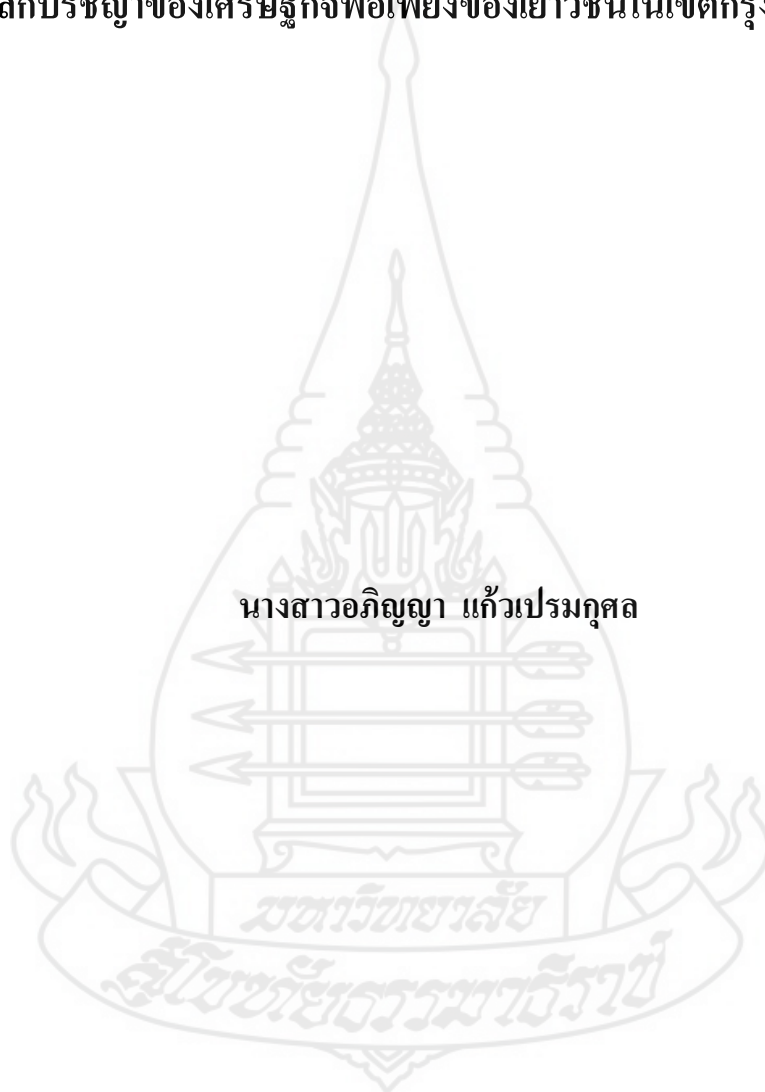 ลักปรัชญาของเศรษฐกิจพอเพียงของเยาวชนในเขตกรุง
นางสาวอภิญญา แก้วเปรมกุศล
มหาวิทยาลัย
สุโขทัยธรรมาธิราช